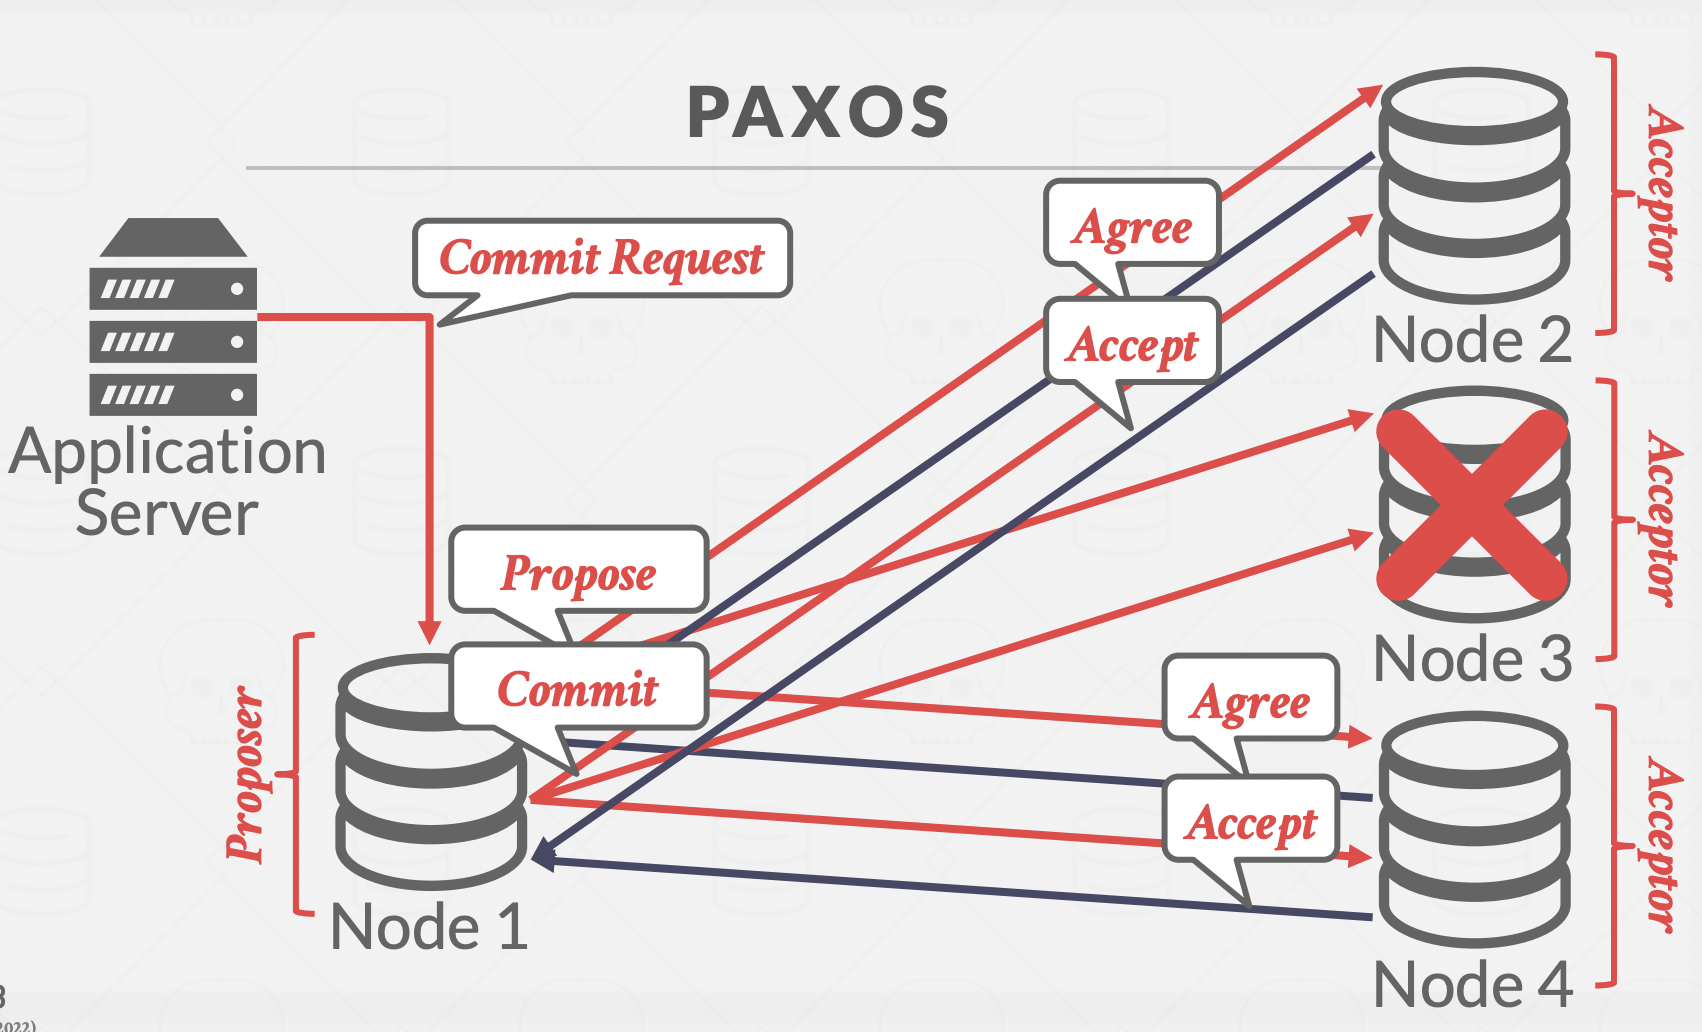 PAXOS
Commit Request
Application
Server
Propose
Commit
Proposer
Node 1
Agree
Accept
Node 2
Acceptor
Node 3
Acceptor
Agree
Accept
Node 4
Acceptor
2022)